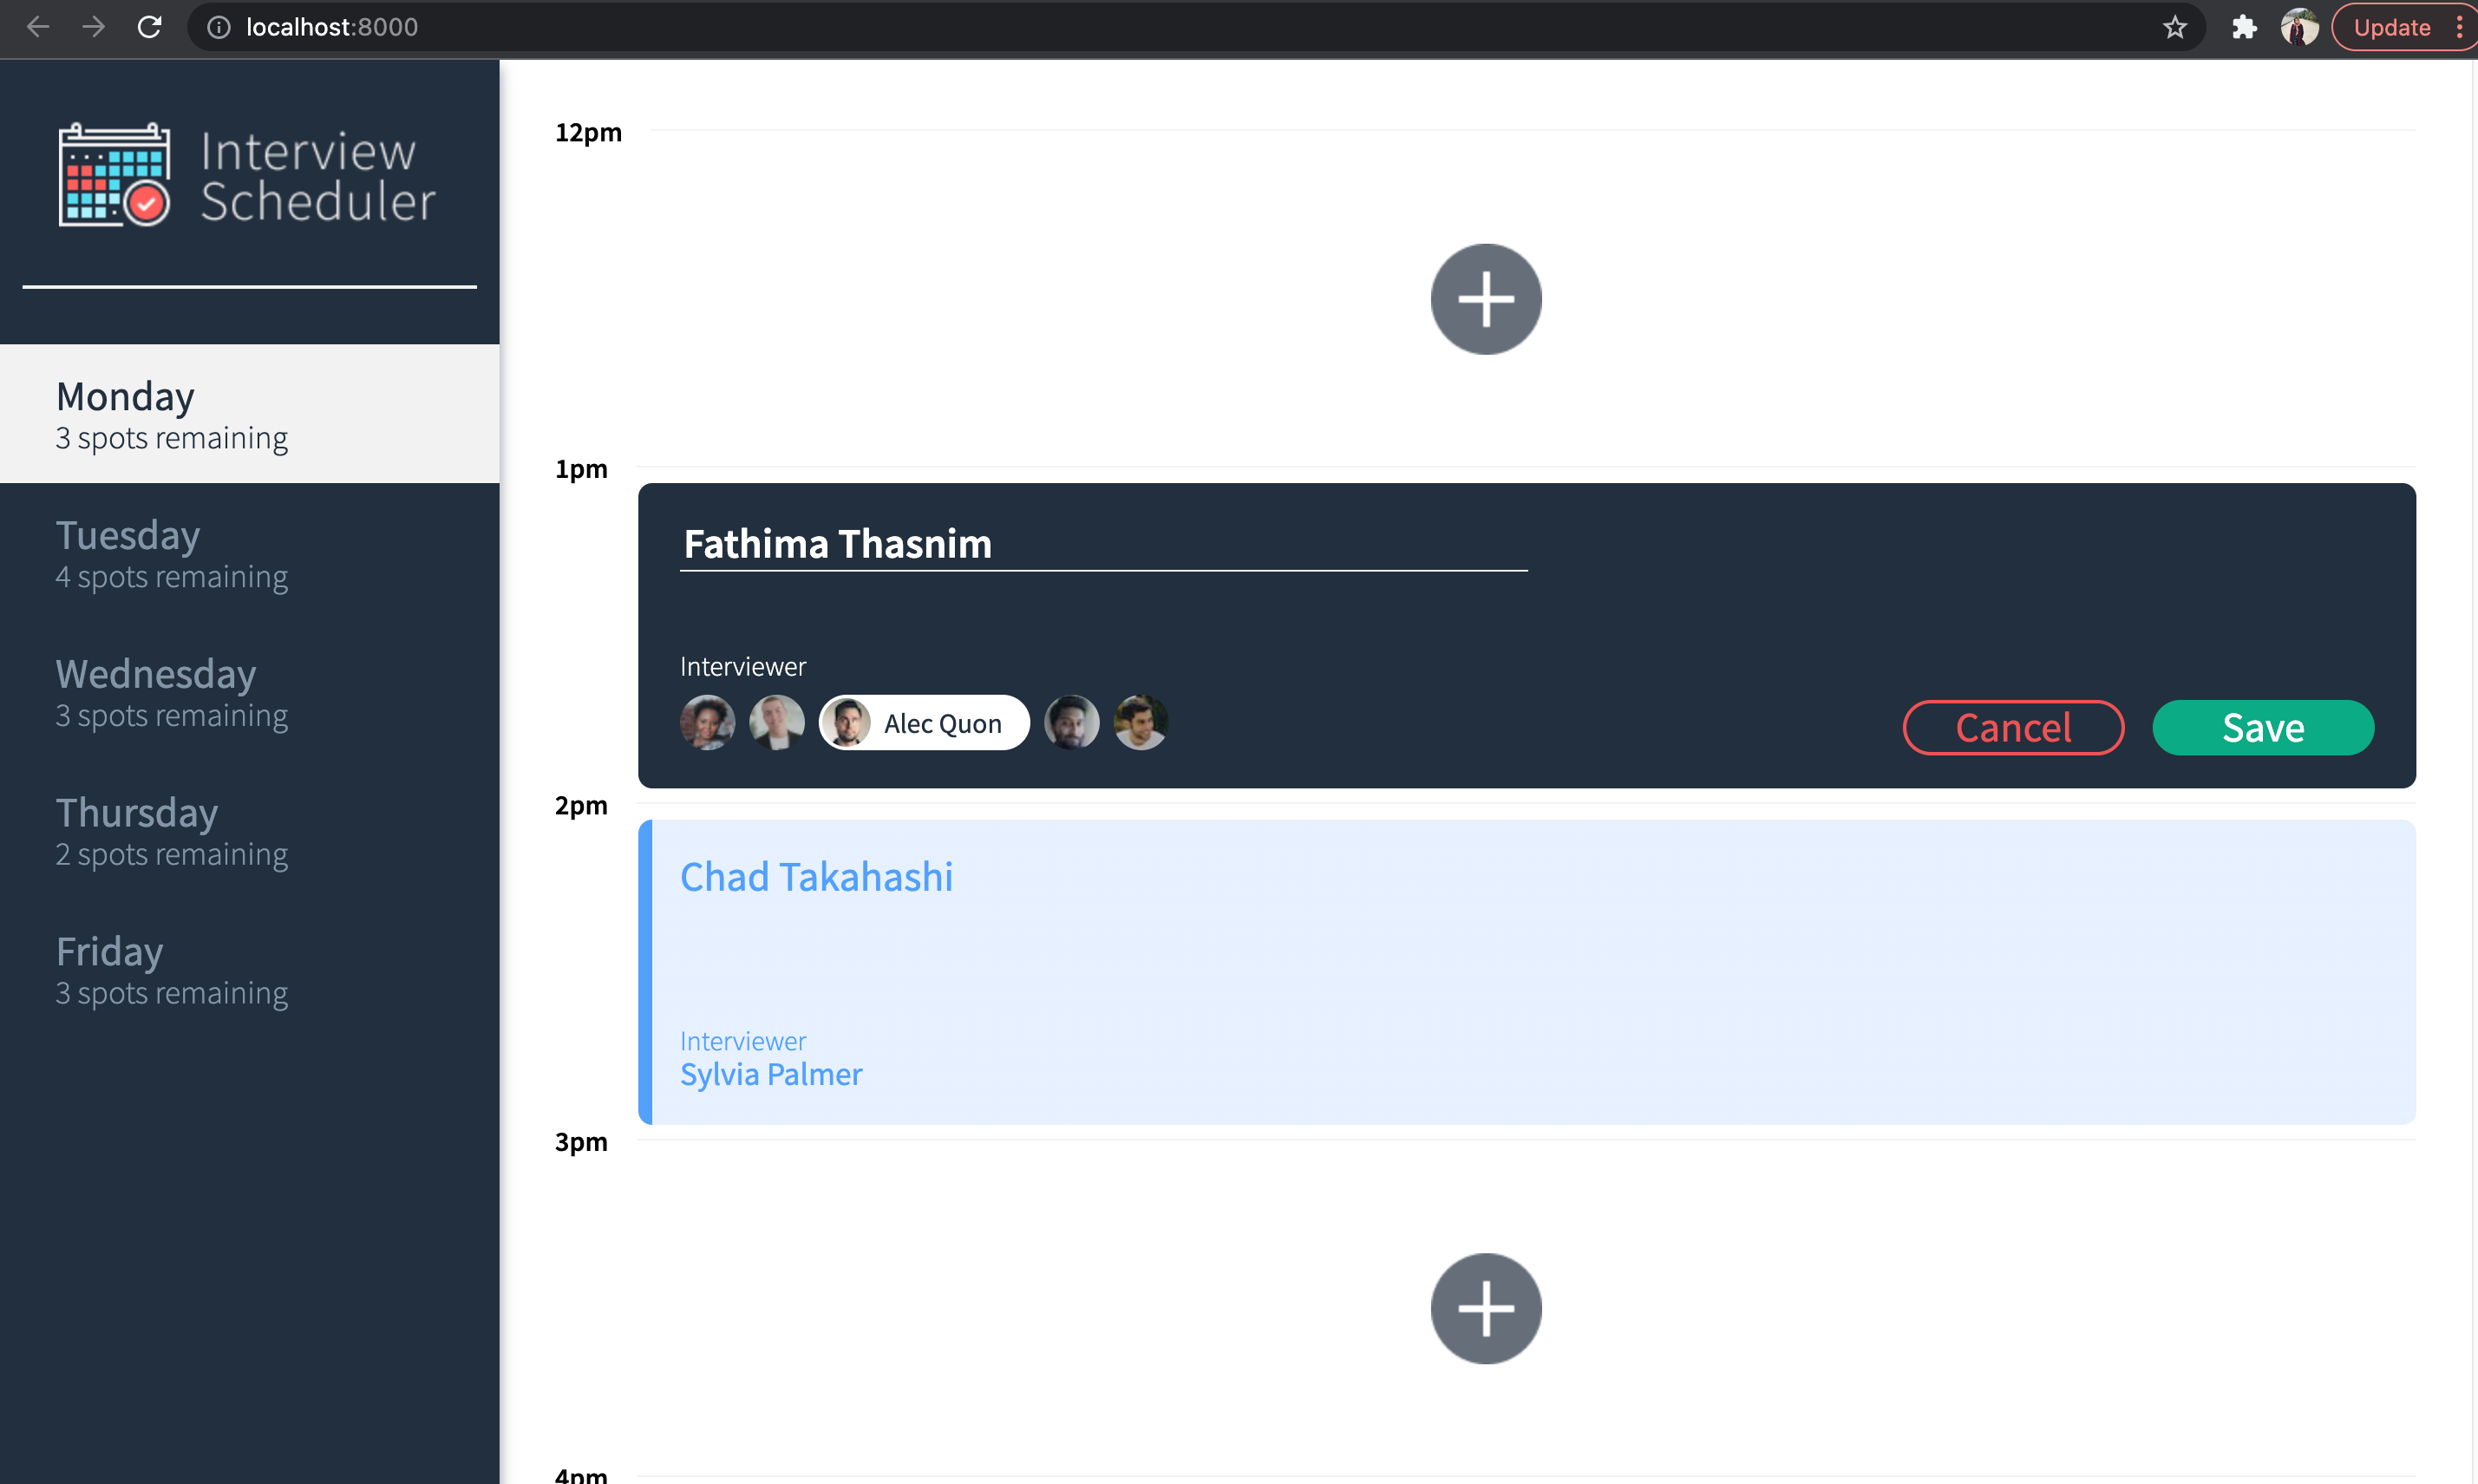 localhost:8000
Update
Interview
Scheduler
Monday
3 spots remaining
Tuesday
4 spots remaining
Wednesday
3 spots remaining
Thursday
2 spots remaining
Friday
3 spots remaining
12pm
1pm
Fathima Thasnim
Interviewer
Alec Quon
Cancel
Save
2pm
Chad Takahashi
Interviewer
Sylvia Palmer
3pm
4pm